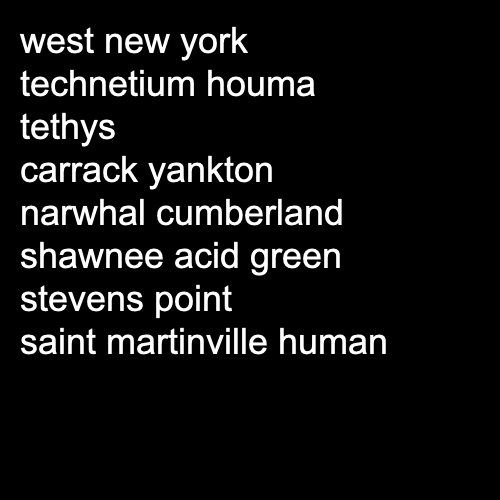 west new york
technetium houma
tethys
carrack yankton
narwhal cumberland
shawnee acid green
stevens point
saint martinville human